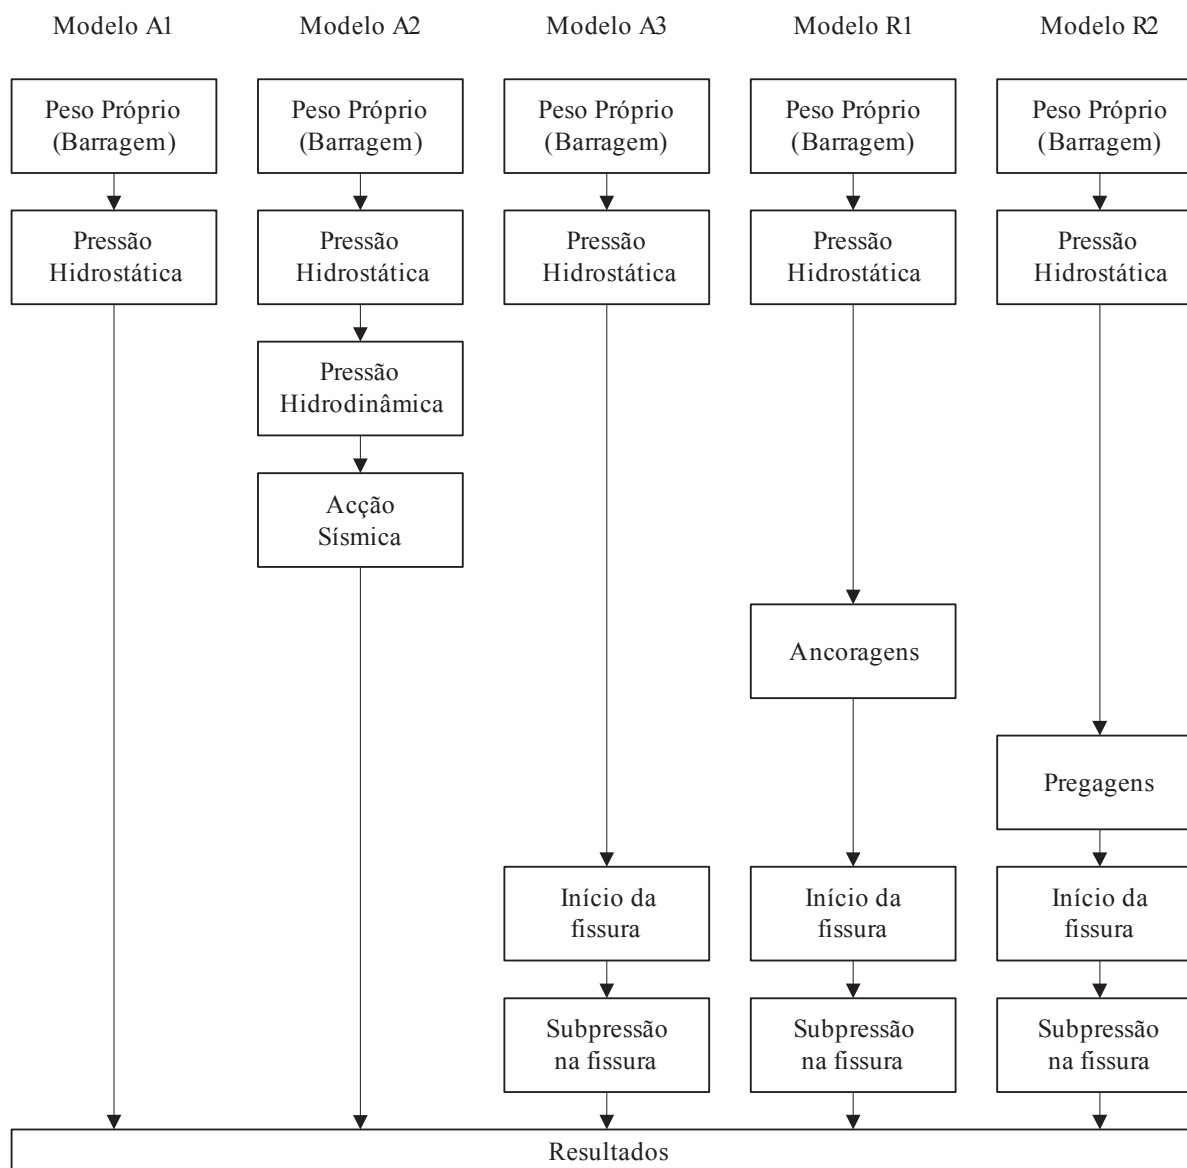 Modelo A1
Modelo A2
Modelo A3
Modelo R1
Modelo R2
Peso Próprio
(Barragem)
Peso Próprio
(Barragem)
Peso Próprio
(Barragem)
Peso Próprio
(Barragem)
Peso Próprio
(Barragem)
Pressão
Hidrostática
Pressão
Hidrostática
Pressão
Hidrostática
Pressão
Hidrostática
Pressão
Hidrostática
Pressão
Hidrodinâmica
Acção
Sísmica
Ancoragens
Pregagens
Início da
fissura
Início da
fissura
Início da
fissura
Subpressão
na fissura
Subpressão
na fissura
Subpressão
na fissura
Resultados